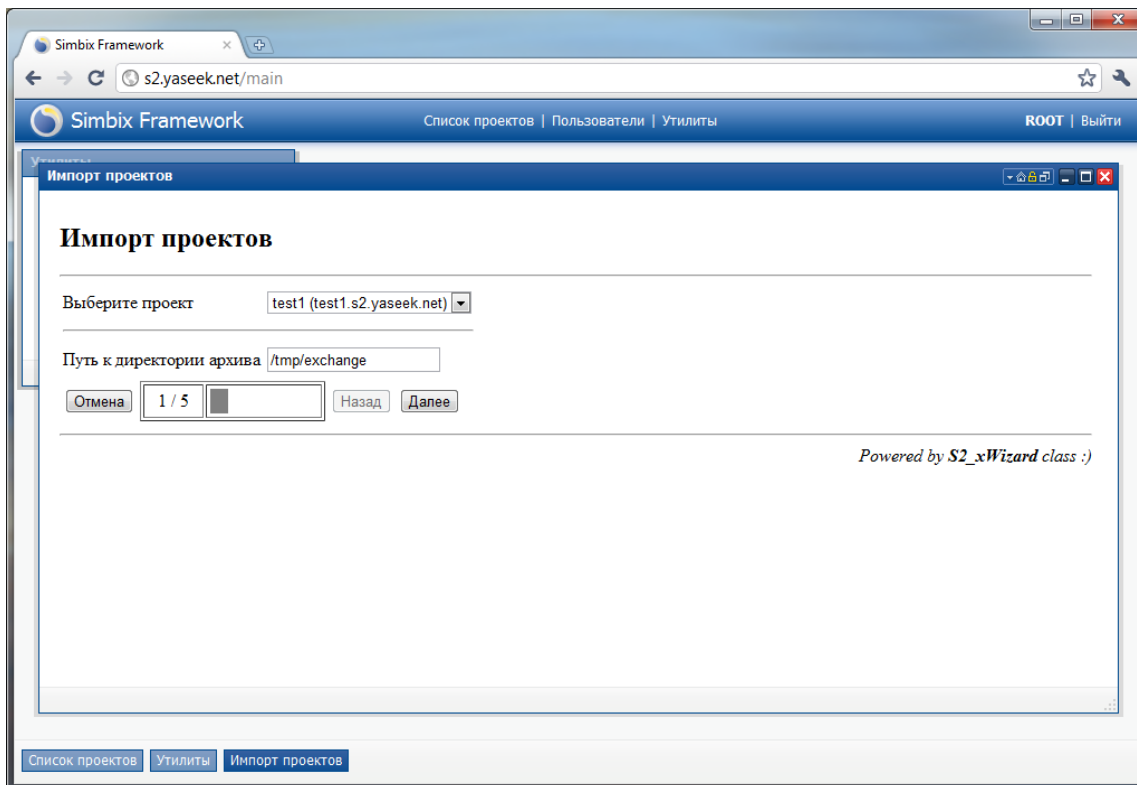 Simbix Framework
s2.yaseek.net/main
Simbix Framework
Список проектов | Пользователи | Утилиты
ROOT | Выйти
Утилиты
Импорт проектов
Импорт проектов
Выберите проект
test1 (test1.s2.yaseek.net)
Путь к директории архива
/tmp/exchange
Отмена
1 / 5
Назад
Далее
Powered by S2_xWizard class :)
Список проектов
Утилиты
Импорт проектов